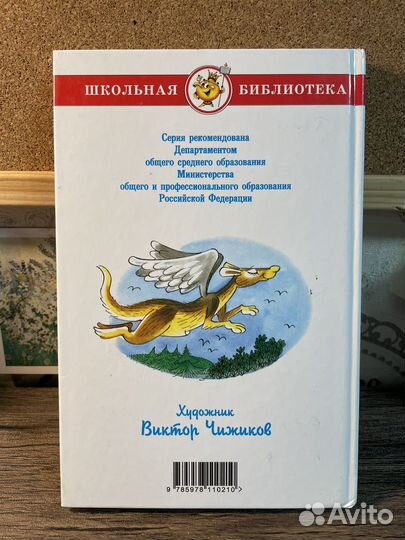 ШКОЛЬНАЯ БИБЛИОТЕКА
Серия рекомендована
Департаментом
общего среднего образования
Министерства
общего и профессионального образования
Российской Федерации
Художник
Виктор Чижиков
9 785978 110210 >
Avito